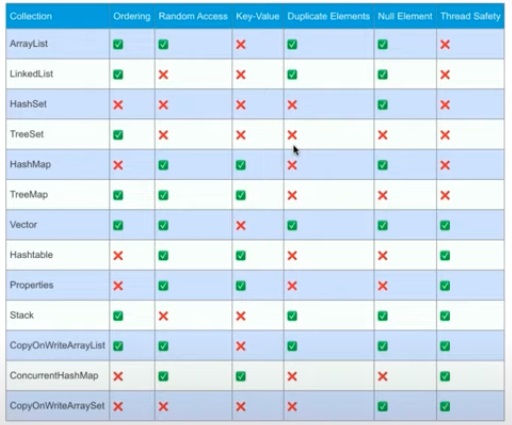 Collection Ordering Random Access Key-Value Duplicate Elements Null Element Thread Safety
ArrayList ✅ ✅ ❌ ✅ ✅ ❌
LinkedList ✅ ❌ ❌ ✅ ✅ ❌
HashSet ❌ ❌ ❌ ❌ ✅ ❌
TreeSet ✅ ❌ ❌ ❌ ❌ ❌
HashMap ❌ ✅ ✅ ❌ ✅ ❌
TreeMap ✅ ✅ ✅ ❌ ❌ ❌
Vector ✅ ✅ ❌ ✅ ✅ ✅
Hashtable ❌ ✅ ✅ ❌ ❌ ✅
Properties ❌ ✅ ✅ ❌ ❌ ✅
Stack ✅ ❌ ❌ ✅ ✅ ✅
CopyOnWriteArrayList ✅ ✅ ❌ ✅ ✅ ✅
ConcurrentHashMap ❌ ✅ ✅ ❌ ❌ ✅
CopyOnWriteArraySet ❌ ❌ ❌ ❌ ✅ ✅